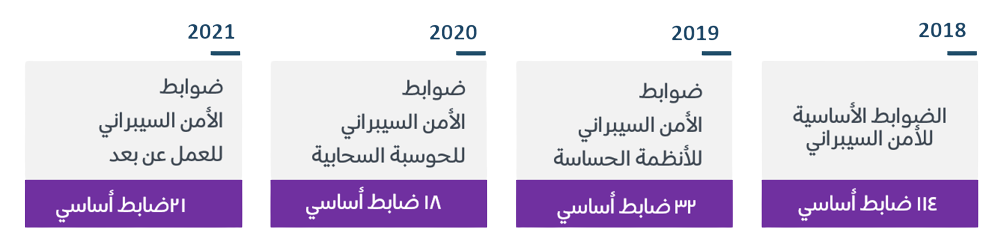 2018
الضوابط الأساسية
للأمن السيبراني
١١٤ ضابط أساسي
2019
ضوابط
الأمن السيبراني
للأنظمة الحساسة
٣٢ ضابط أساسي
2020
ضوابط
الأمن السيبراني
للحوسبة السحابية
١٨ ضابط أساسي
2021
ضوابط
الأمن السيبراني
للعمل عن بعد
٢١ضابط أساسي